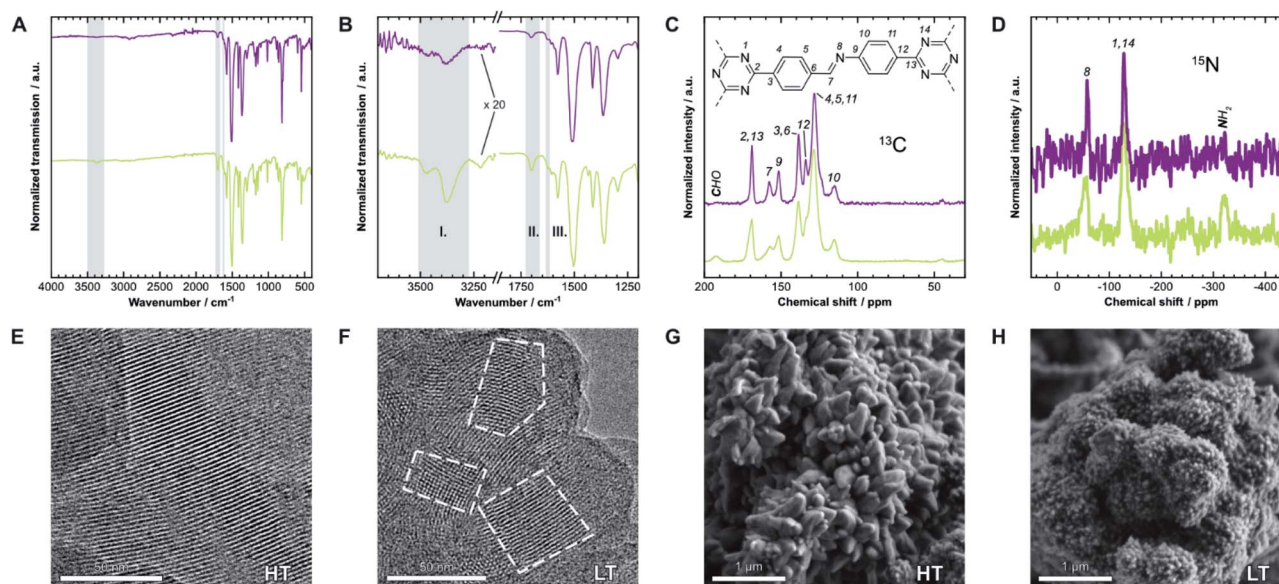 A
Normalized transmission / a.u.
4000 3500 3000 2500 2000 1500 1000 500
Wavenumber / cm⁻¹
B
Normalized transmission / a.u.
x 20
I.
II.
III.
3600 3200 1750 1500 1350 1200
Wavenumber / cm⁻¹
C
Normalized intensity / a.u.
1
N
N
N
2
3
4
5
6
7
8
N
9
10
11
12
13
14
N
N
N
4,5,11
3,6
12
2,13
7
9
10
CHO
¹³C
200 150 100 50
Chemical shift / ppm
D
Normalized intensity / a.u.
1,14
¹⁵N
8
NH₂
0 -100 -200 -300 -400
Chemical shift / ppm
E
50 nm
HT
F
50 nm
LT
G
1 µm
HT
H
1 µm
LT